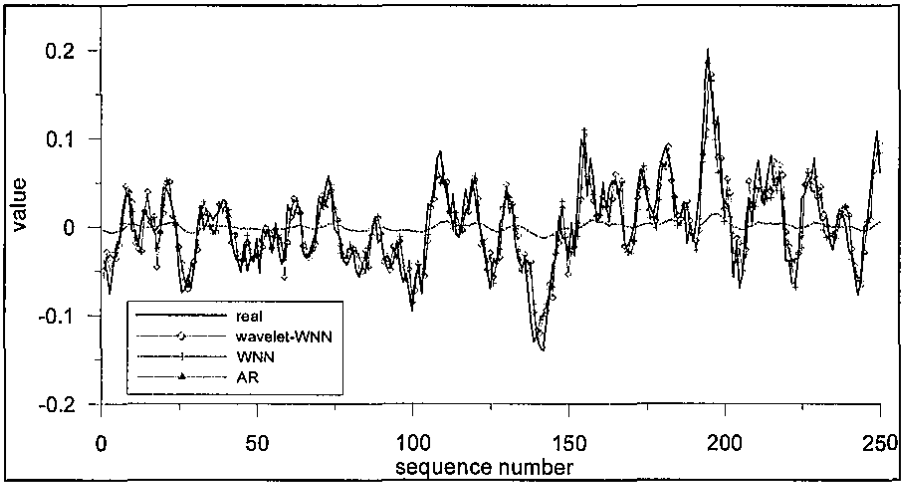 0.2
0.1
0
-0.1
-0.2
value
real
wavelet-WNN
WNN
AR
0 50 100 150 200 250
sequence number